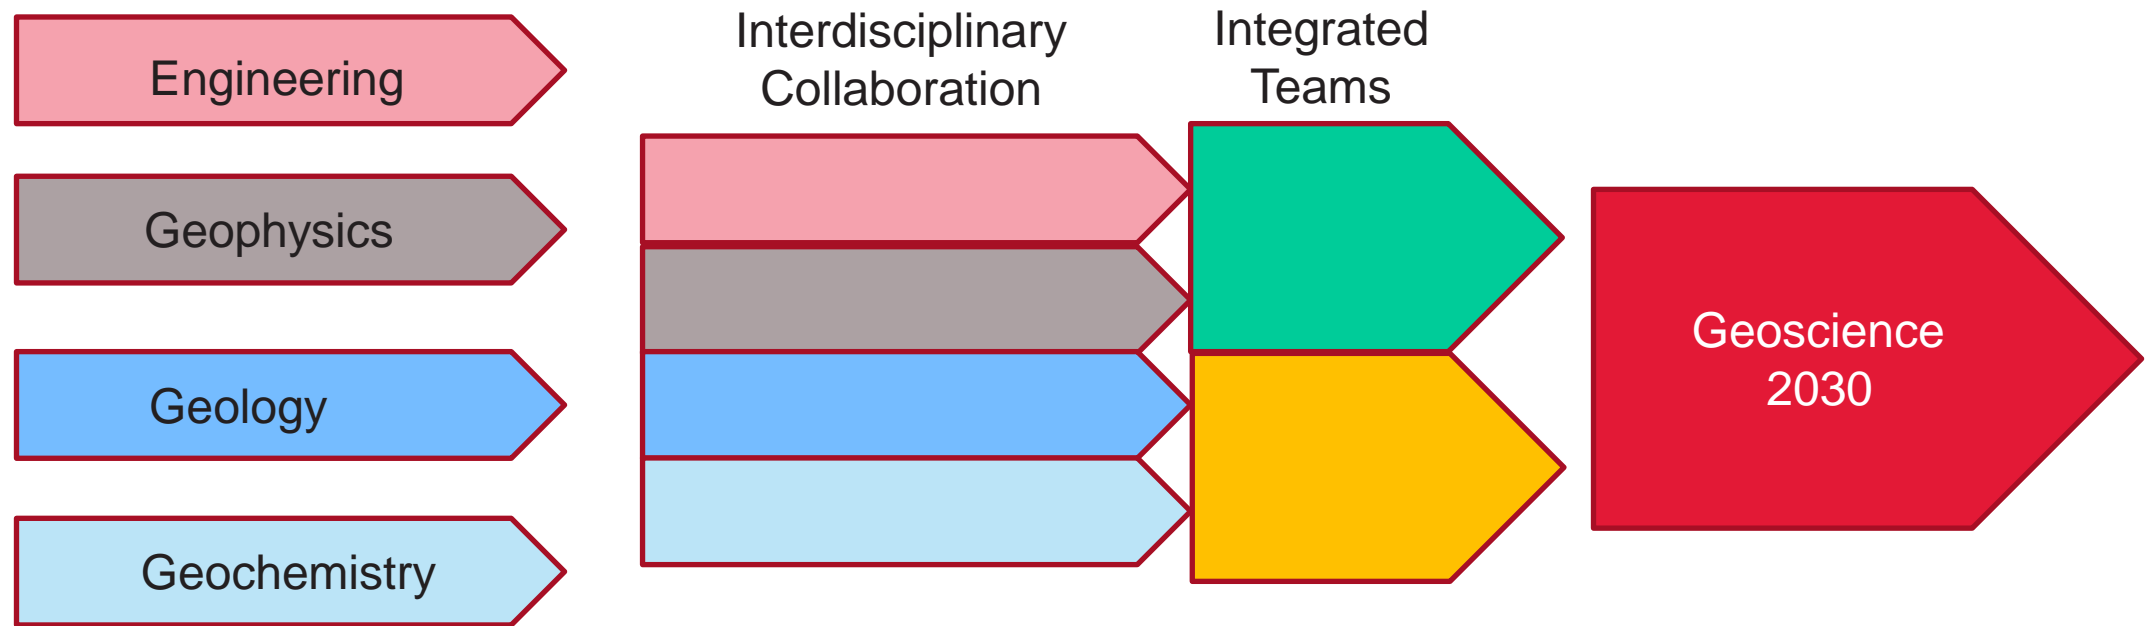 Engineering
Geophysics
Geology
Geochemistry
Interdisciplinary
Collaboration
Integrated
Teams
Geoscience
2030